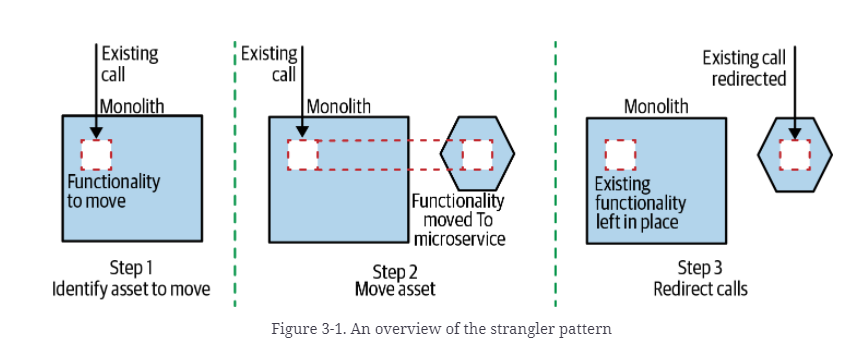 Existing
call
Monolith
Functionality
to move
Step 1
Identify asset to move
Existing
call
Monolith
Functionality
moved To
microservice
Step 2
Move asset
Existing call
redirected
Monolith
Existing
functionality
left in place
Step 3
Redirect calls
Figure 3-1. An overview of the strangler pattern